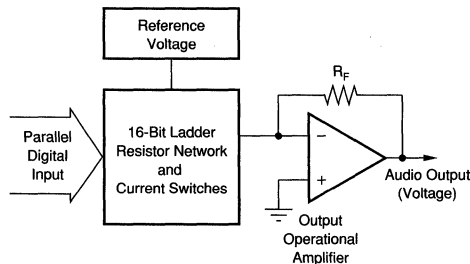 Reference
Voltage
R_F
Parallel
Digital
Input
16-Bit Ladder
Resistor Network
and
Current Switches
−
+
Audio Output
(Voltage)
Output
Operational
Amplifier